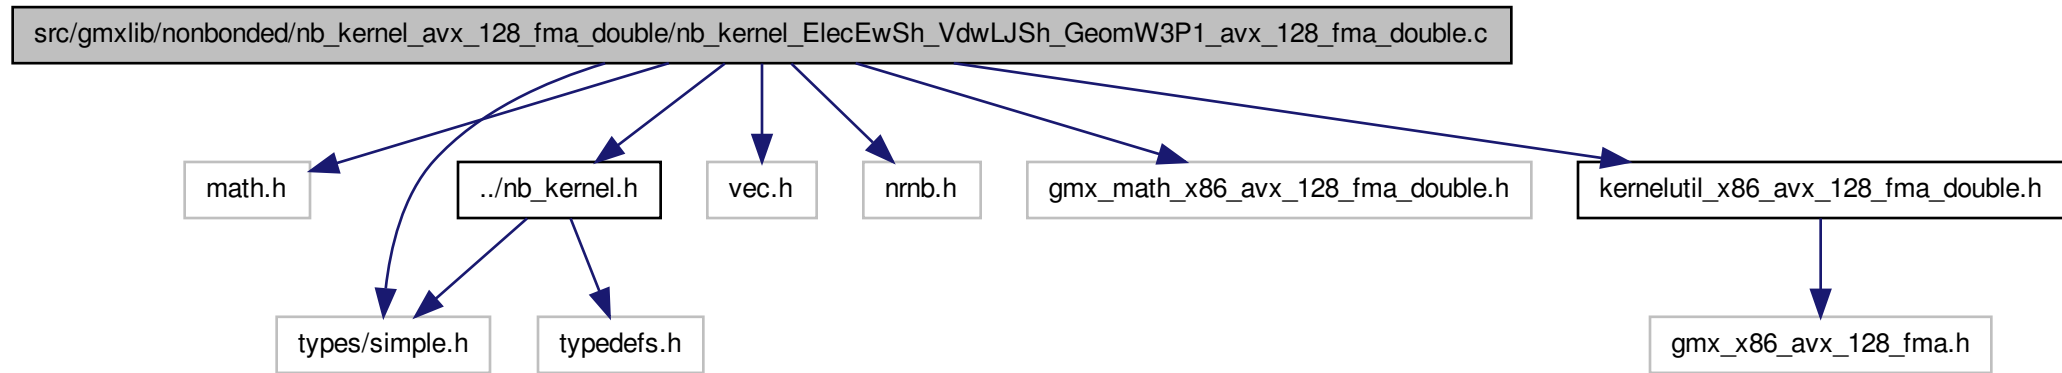 src/gmxlib/nonbonded/nb_kernel_avx_128_fma_double/nb_kernel_ElecEwSh_VdwLJSh_GeomW3P1_avx_128_fma_double.c
math.h
../nb_kernel.h
vec.h
nrnb.h
gmx_math_x86_avx_128_fma_double.h
kernelutil_x86_avx_128_fma_double.h
types/simple.h
typedefs.h
gmx_x86_avx_128_fma.h